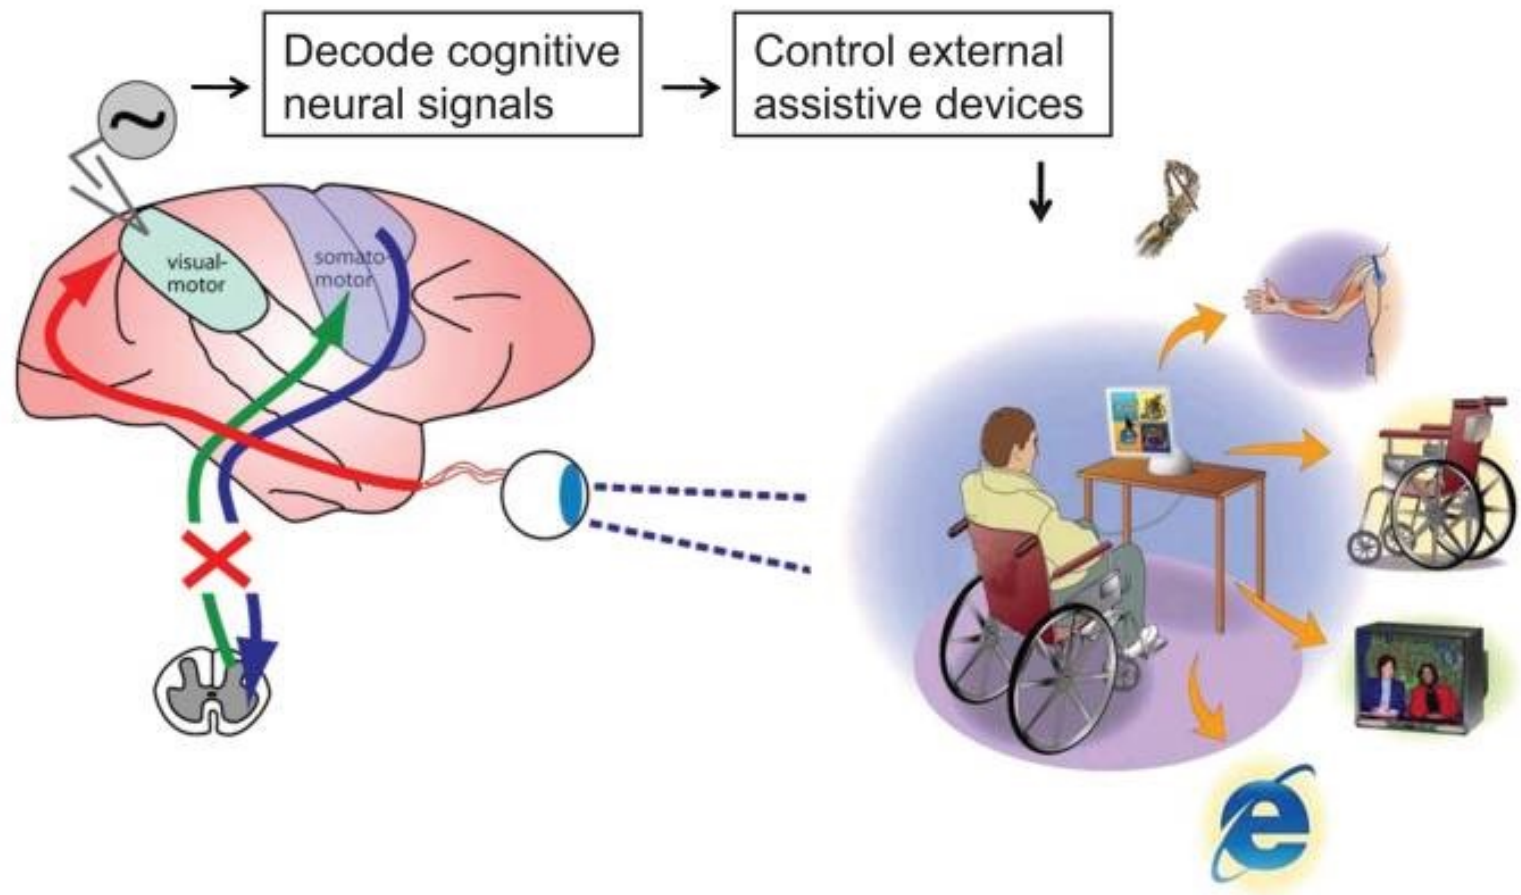 Decode cognitive
neural signals
Control external
assistive devices
visual-
motor
somato-
motor